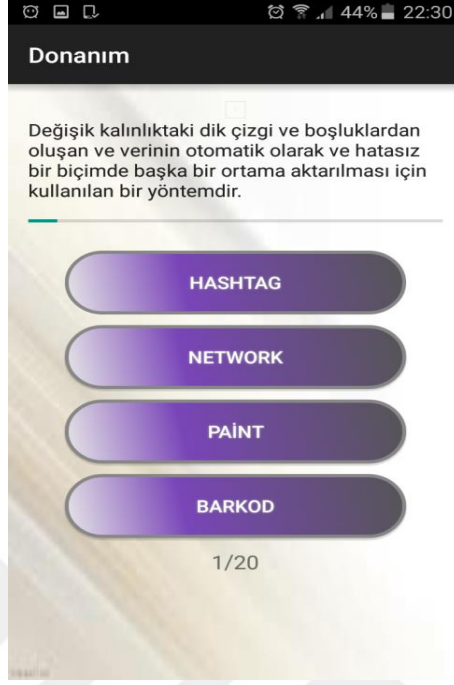 44% 22:30
Donanım
Değişik kalınlıktaki dik çizgi ve boşluklardan
oluşan ve verinin otomatik olarak ve hatasız
bir biçimde başka bir ortama aktarılması için
kullanılan bir yöntemdir.
HASHTAG
NETWORK
PAİNT
BARKOD
1/20